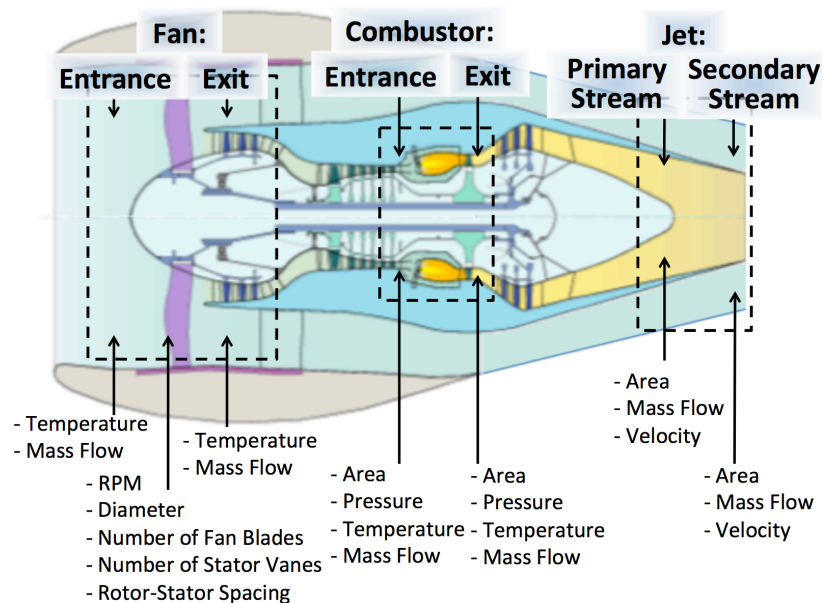 Fan:
Combustor:
Jet:
Entrance
Exit
Entrance
Exit
Primary
Stream
Secondary
Stream
- Temperature
- Mass Flow
- RPM
- Diameter
- Number of Fan Blades
- Number of Stator Vanes
- Rotor-Stator Spacing
- Temperature
- Mass Flow
- Area
- Pressure
- Temperature
- Mass Flow
- Area
- Pressure
- Temperature
- Mass Flow
- Area
- Mass Flow
- Velocity
- Area
- Mass Flow
- Velocity